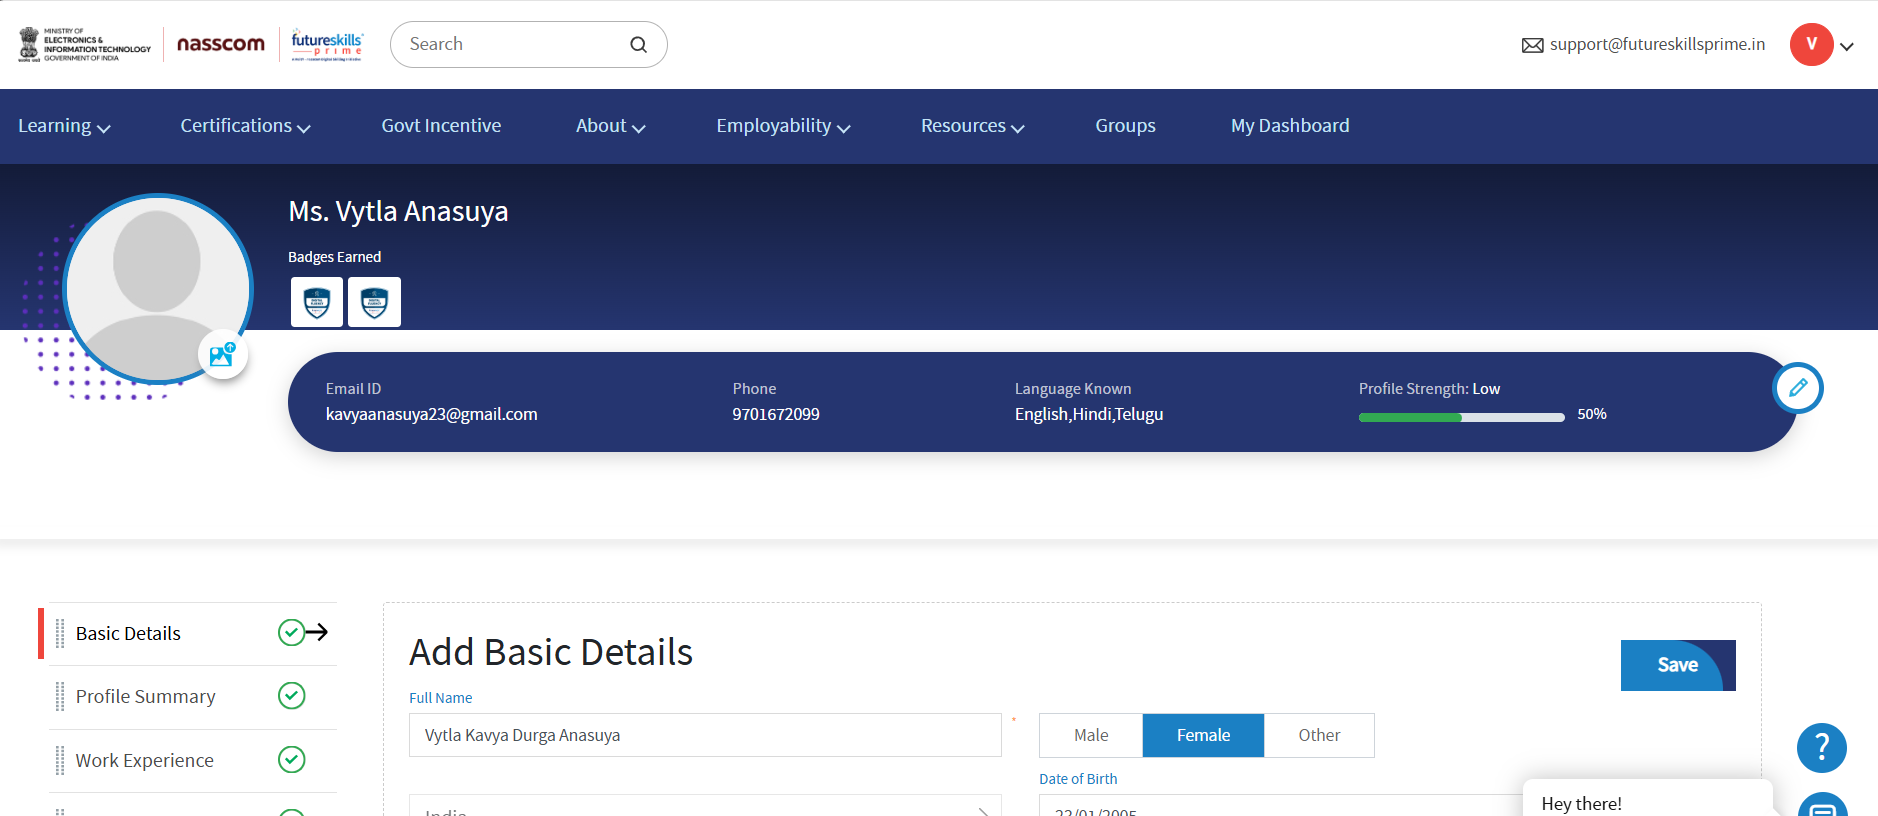 MINISTRY OF
ELECTRONICS &
INFORMATION TECHNOLOGY
GOVERNMENT OF INDIA
nasscom
futureskills
prime
Search
support@futureskillsprime.in
V
Learning
Certifications
Govt Incentive
About
Employability
Resources
Groups
My Dashboard
Ms. Vytla Anasuya
Badges Earned
Email ID
kavyaanasuya23@gmail.com
Phone
9701672099
Language Known
English,Hindi,Telugu
Profile Strength: Low
50%
Basic Details
Profile Summary
Work Experience
Add Basic Details
Save
Full Name
Vytla Kavya Durga Anasuya
*
Male
Female
Other
Date of Birth
India
23/01/2005
?
Hey there!